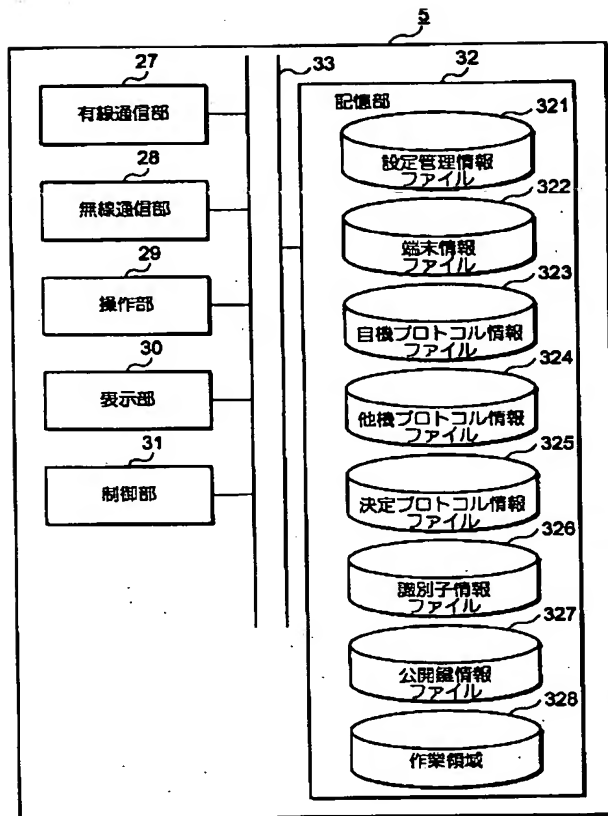 5
27
有線通信部
28
無線通信部
29
操作部
30
表示部
31
制御部
33
32
記憶部
321
設定管理情報
ファイル
322
端末情報
ファイル
323
自機プロトコル情報
ファイル
324
他機プロトコル情報
ファイル
325
決定プロトコル情報
ファイル
326
識別子情報
ファイル
327
公開鍵情報
ファイル
328
作業領域